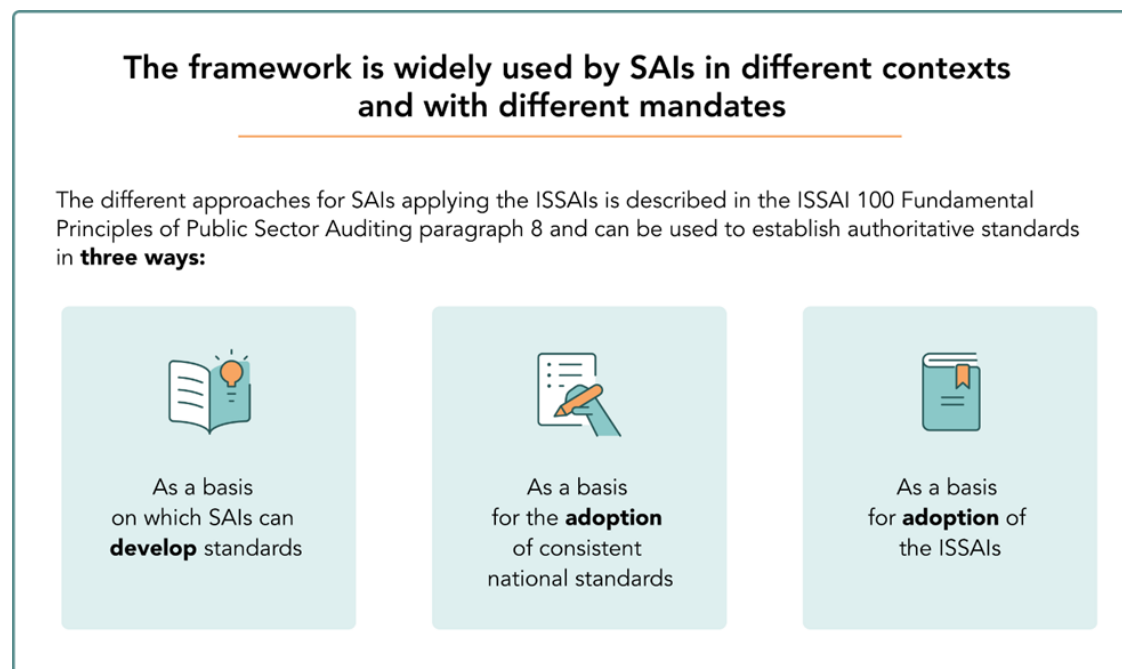 The framework is widely used by SAIs in different contexts
and with different mandates
The different approaches for SAIs applying the ISSAIs is described in the ISSAI 100 Fundamental
Principles of Public Sector Auditing paragraph 8 and can be used to establish authoritative standards
in three ways:
As a basis
on which SAIs can
develop standards
As a basis
for the adoption
of consistent
national standards
As a basis
for adoption of
the ISSAIs